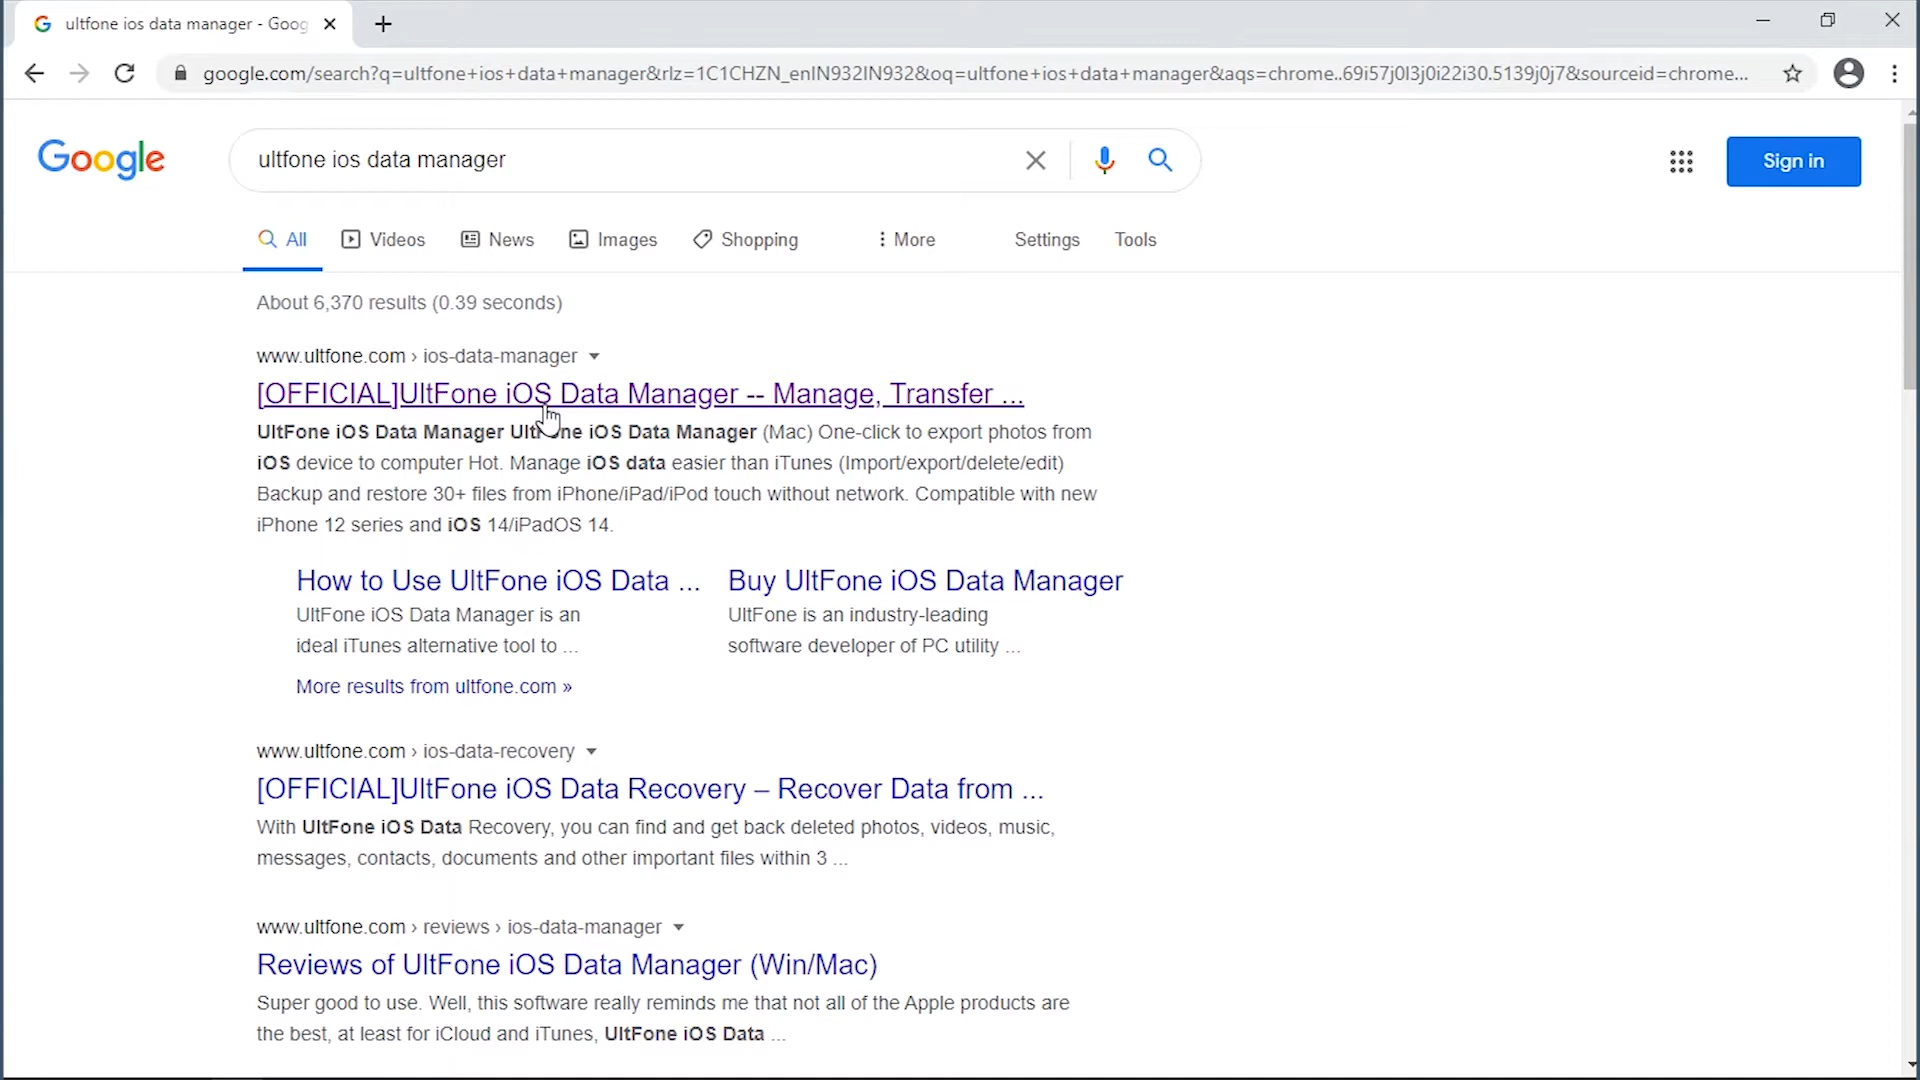 ultfone ios data manager - Goog
google.com/search?q=ultfone+ios+data+manager&rlz=1C1CHZN_enIN932IN932&oq=ultfone+ios+data+manager&aqs=chrome..69i57j0l3j0i22i30.5139j0j7&sourceid=chrome...
Google
ultfone ios data manager
Sign in
All Videos News Images Shopping More Settings Tools
About 6,370 results (0.39 seconds)
www.ultfone.com › ios-data-manager
[OFFICIAL]UltFone iOS Data Manager -- Manage, Transfer ...
UltFone iOS Data Manager UltFone iOS Data Manager (Mac) One-click to export photos from
iOS device to computer Hot. Manage iOS data easier than iTunes (Import/export/delete/edit)
Backup and restore 30+ files from iPhone/iPad/iPod touch without network. Compatible with new
iPhone 12 series and iOS 14/iPadOS 14.
How to Use UltFone iOS Data ...
UltFone iOS Data Manager is an
ideal iTunes alternative tool to ...
Buy UltFone iOS Data Manager
UltFone is an industry-leading
software developer of PC utility ...
More results from ultfone.com »
www.ultfone.com › ios-data-recovery
[OFFICIAL]UltFone iOS Data Recovery – Recover Data from ...
With UltFone iOS Data Recovery, you can find and get back deleted photos, videos, music,
messages, contacts, documents and other important files within 3 ...
www.ultfone.com › reviews › ios-data-manager
Reviews of UltFone iOS Data Manager (Win/Mac)
Super good to use. Well, this software really reminds me that not all of the Apple products are
the best, at least for iCloud and iTunes, UltFone iOS Data ...